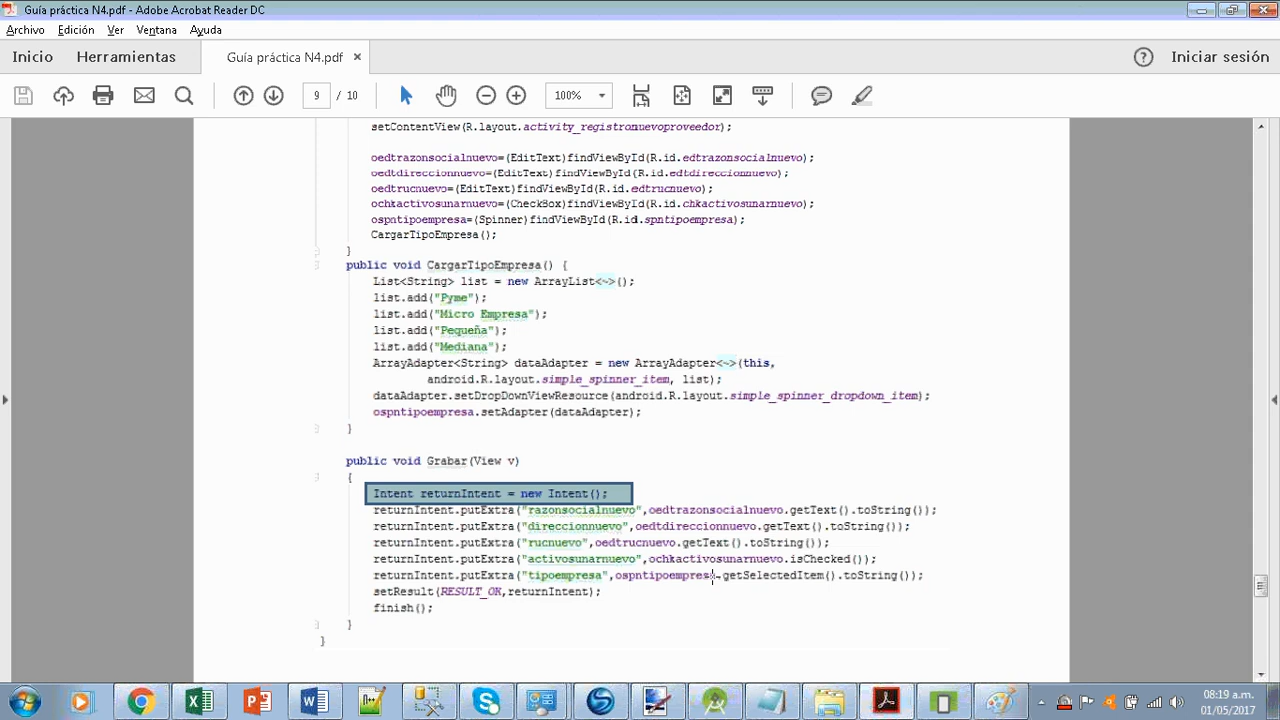 Guía práctica N4.pdf - Adobe Acrobat Reader DC
Archivo Edición Ver Ventana Ayuda
Inicio Herramientas Guía práctica N4.pdf × Iniciar sesión
9 / 10 100%
setContentView(R.layout.activity_registronuevoproveedor);
oedtrazonsocialnuevo=(EditText)findViewById(R.id.edtrazonsocialnuevo);
oedtdireccionnuevo=(EditText)findViewById(R.id.edtdireccionnuevo);
oedtrucnuevo=(EditText)findViewById(R.id.edtrucnuevo);
ochkactivosunarnuevo=(CheckBox)findViewById(R.id.chkactivosunarnuevo);
ospntipoempresa=(Spinner)findViewById(R.id.spntipoempresa);
CargarTipoEmpresa();
}
public void CargarTipoEmpresa() {
List<String> list = new ArrayList<~>();
list.add("Pyme");
list.add("Micro Empresa");
list.add("Pequeña");
list.add("Mediana");
ArrayAdapter<String> dataAdapter = new ArrayAdapter<~>(this,
android.R.layout.simple_spinner_item, list);
dataAdapter.setDropDownViewResource(android.R.layout.simple_spinner_dropdown_item);
ospntipoempresa.setAdapter(dataAdapter);
}
public void Grabar(View v)
{
Intent returnIntent = new Intent();
returnIntent.putExtra("razonsocialnuevo",oedtrazonsocialnuevo.getText().toString());
returnIntent.putExtra("direccionnuevo",oedtdireccionnuevo.getText().toString());
returnIntent.putExtra("rucnuevo",oedtrucnuevo.getText().toString());
returnIntent.putExtra("activosunarnuevo",ochkactivosunarnuevo.isChecked());
returnIntent.putExtra("tipoempresa",ospntipoempresa.getSelectedItem().toString());
setResult(RESULT_OK,returnIntent);
finish();
}
}
08:19 a.m.
01/05/2017